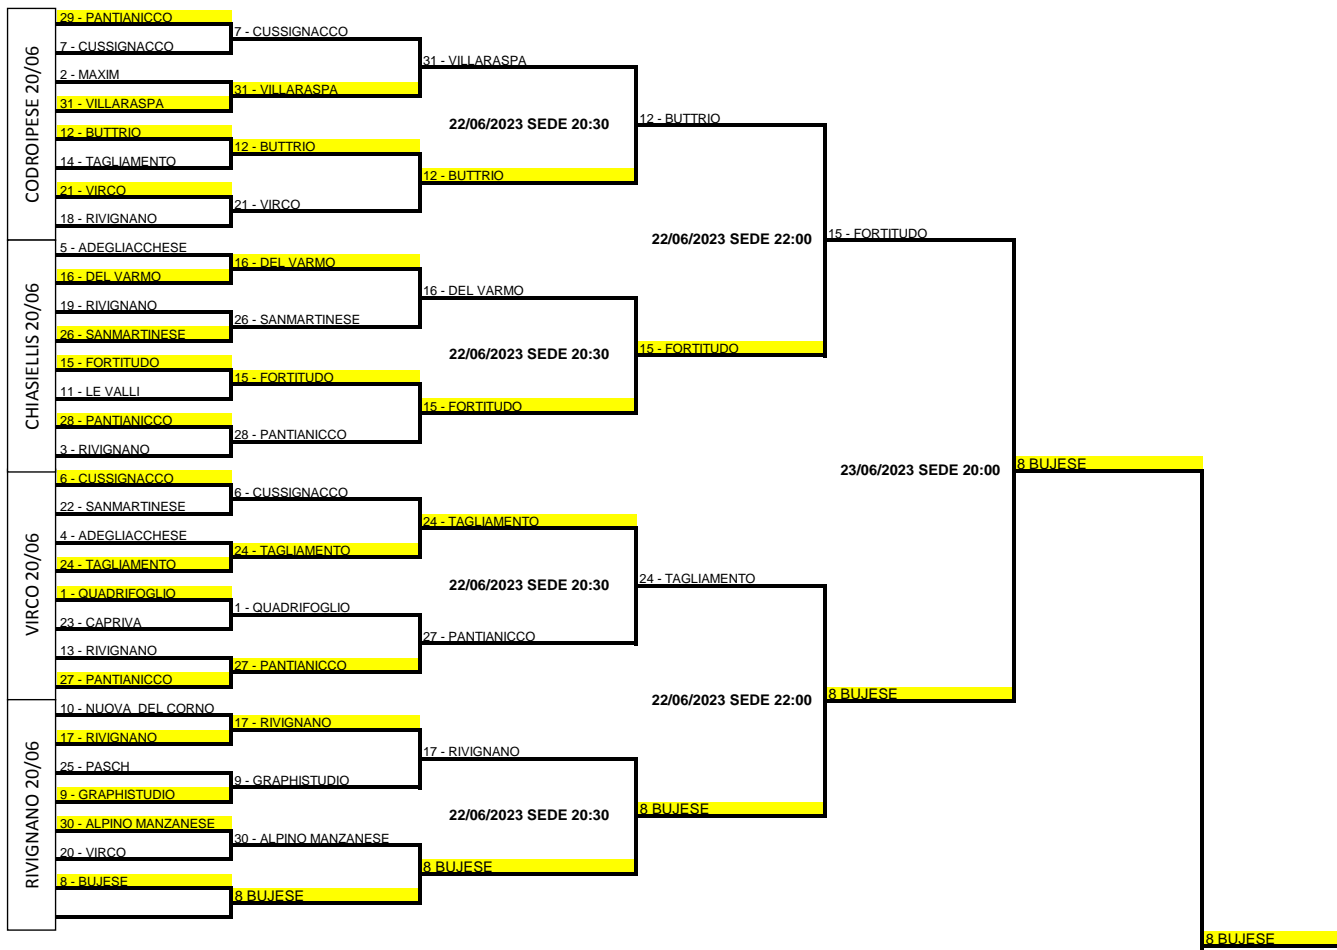 CODROIPESE 20/06
29 - PANTIANICCO
7 - CUSSIGNACCO
2 - MAXIM
31 - VILLARASPA
12 - BUTTRIO
14 - TAGLIAMENTO
21 - VIRCO
18 - RIVIGNANO
CHIASIELLIS 20/06
5 - ADEGLIACCHESE
16 - DEL VARMO
19 - RIVIGNANO
26 - SANMARTINESE
15 - FORTITUDO
11 - LE VALLI
28 - PANTIANICCO
3 - RIVIGNANO
VIRCO 20/06
6 - CUSSIGNACCO
22 - SANMARTINESE
4 - ADEGLIACCHESE
24 - TAGLIAMENTO
1 - QUADRIFOGLIO
23 - CAPRIVA
13 - RIVIGNANO
27 - PANTIANICCO
RIVIGNANO 20/06
10 - NUOVA DEL CORNO
17 - RIVIGNANO
25 - PASCH
9 - GRAPHISTUDIO
30 - ALPINO MANZANESE
20 - VIRCO
8 - BUJESE
7 - CUSSIGNACCO
31 - VILLARASPA
12 - BUTTRIO
21 - VIRCO
16 - DEL VARMO
26 - SANMARTINESE
15 - FORTITUDO
28 - PANTIANICCO
6 - CUSSIGNACCO
24 - TAGLIAMENTO
1 - QUADRIFOGLIO
27 - PANTIANICCO
17 - RIVIGNANO
9 - GRAPHISTUDIO
30 - ALPINO MANZANESE
8 BUJESE
31 - VILLARASPA
22/06/2023 SEDE 20:30
12 - BUTTRIO
16 - DEL VARMO
22/06/2023 SEDE 20:30
15 - FORTITUDO
24 - TAGLIAMENTO
22/06/2023 SEDE 20:30
27 - PANTIANICCO
17 - RIVIGNANO
22/06/2023 SEDE 20:30
8 BUJESE
12 - BUTTRIO
22/06/2023 SEDE 22:00
15 - FORTITUDO
24 - TAGLIAMENTO
22/06/2023 SEDE 22:00
8 BUJESE
15 - FORTITUDO
23/06/2023 SEDE 20:00
8 BUJESE
8 BUJESE
8 BUJESE